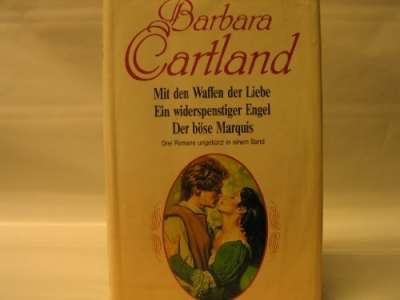 Barbara
Cartland
Mit den Waffen der Liebe
Ein widerspenstiger Engel
Der böse Marquis
Drei Romane ungekürzt in einem Band